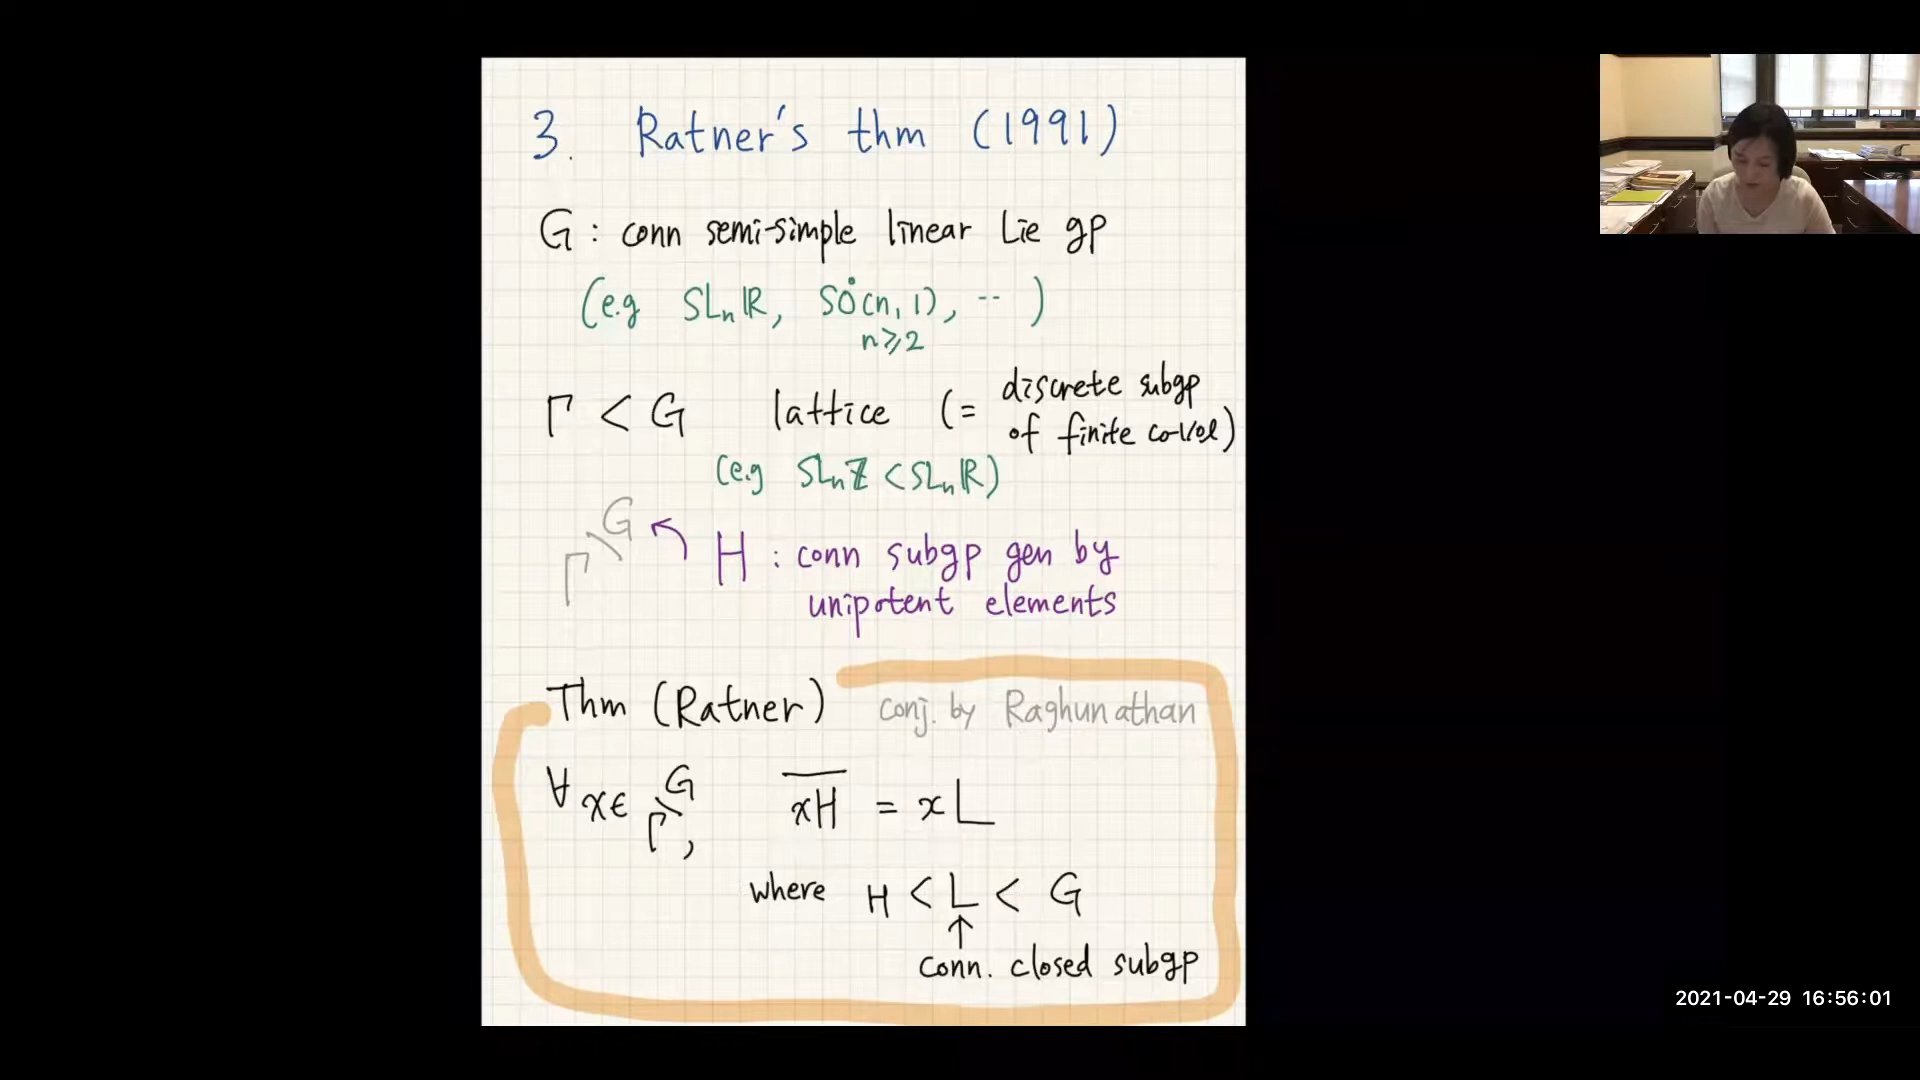 3. Ratner's thm (1991)
G : conn semi-simple linear Lie gp
(e.g SLₙℝ, SO°(n,1), -- )
n⩾2
Γ < G lattice (= discrete subgp
of finite co-vol)
(e.g SLₙℤ < SLₙℝ)
Γ\G ↖ H : conn subgp gen by
unipotent elements
Thm (Ratner) conj. by Raghunathan
∀ x ∈ Γ\G, x̅H̅ = xL
where H < L < G
↑
conn. closed subgp
2021-04-29 16:56:01